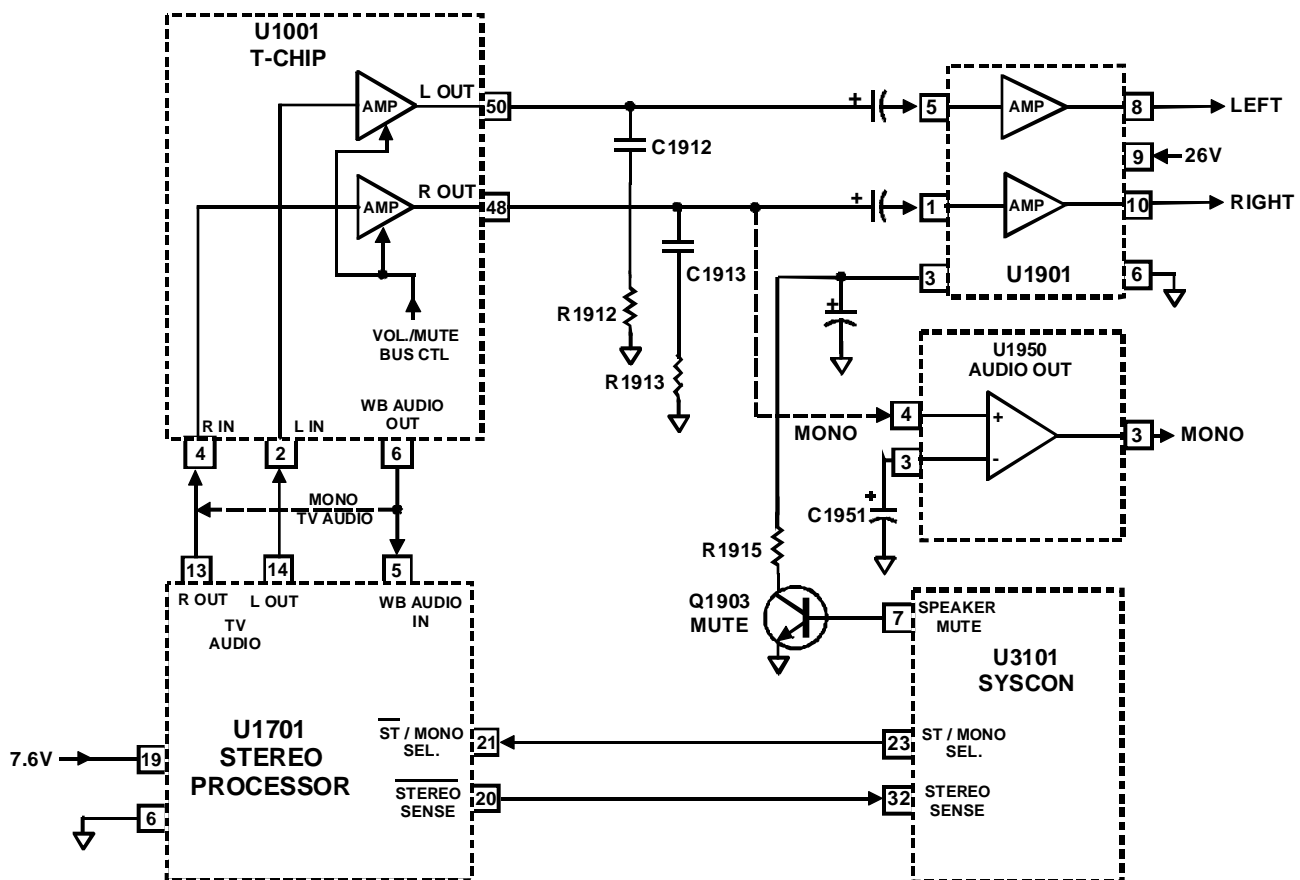 U1001
T-CHIP
AMP
L OUT
50
AMP
R OUT
48
VOL./MUTE
BUS CTL
WB AUDIO
OUT
R IN
L IN
4
2
6
MONO
TV AUDIO
C1912
R1912
C1913
R1913
+
5
AMP
8
LEFT
9
26V
+
1
AMP
10
RIGHT
3
U1901
6
+
U1950
AUDIO OUT
MONO
4
+
3
-
3
MONO
+
C1951
R1915
Q1903
MUTE
13
14
5
R OUT
L OUT
WB AUDIO
IN
TV
AUDIO
7
SPEAKER
MUTE
U3101
SYSCON
U1701
STEREO
PROCESSOR
7.6V
19
6
ST / MONO
SEL.
21
23
ST / MONO
SEL.
STEREO
SENSE
20
32
STEREO
SENSE